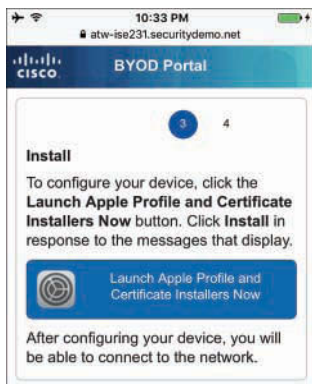 10:33 PM
atw-ise231.securitydemo.net
CISCO
BYOD Portal
3 4
Install
To configure your device, click the
Launch Apple Profile and Certificate
Installers Now button. Click Install in
response to the messages that display.
Launch Apple Profile and
Certificate Installers Now
After configuring your device, you will
be able to connect to the network.